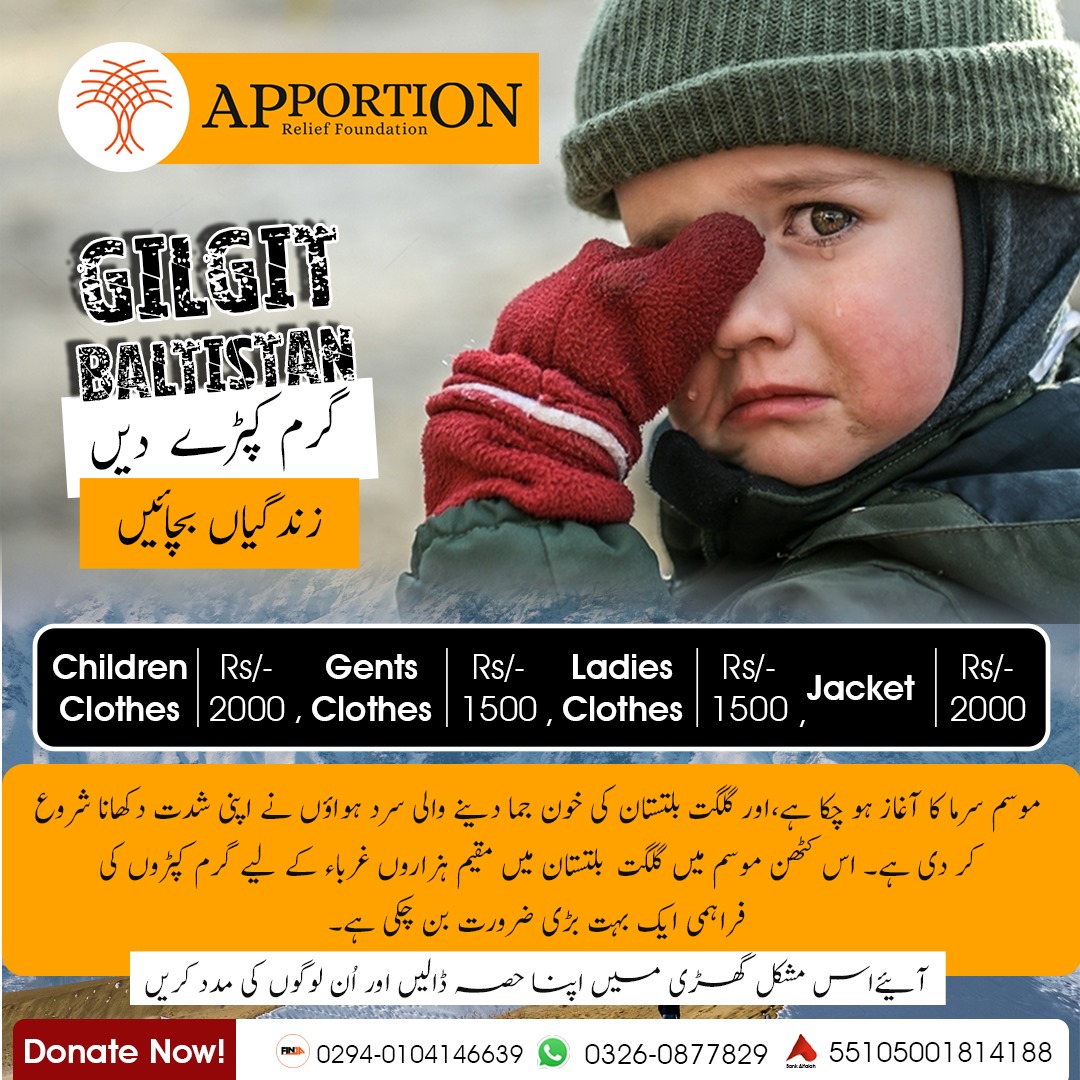 APPORTION
Relief Foundation
GILGIT
BALTISTAN
گرم کپڑے دیں
زندگیاں بچائیں
Children Clothes Rs/- 2000 , Gents Clothes Rs/- 1500 , Ladies Clothes Rs/- 1500 , Jacket Rs/- 2000
موسم سرما کا آغاز ہو چکا ہے،اور گلگت بلتستان کی خون جما دینے والی سرد ہواؤں نے اپنی شدت دکھانا شروع
کر دی ہے۔ اس کٹھن موسم میں گلگت بلتستان میں مقیم ہزاروں غرباء کے لیے گرم کپڑوں کی
فراہمی ایک بہت بڑی ضرورت بن چکی ہے۔
آیئےاس مشکل گھڑی میں اپنا حصہ ڈالیں اور اُن لوگوں کی مدد کریں
Donate Now! FINJA 0294-0104146639 0326-0877829 Bank Alfalah 55105001814188